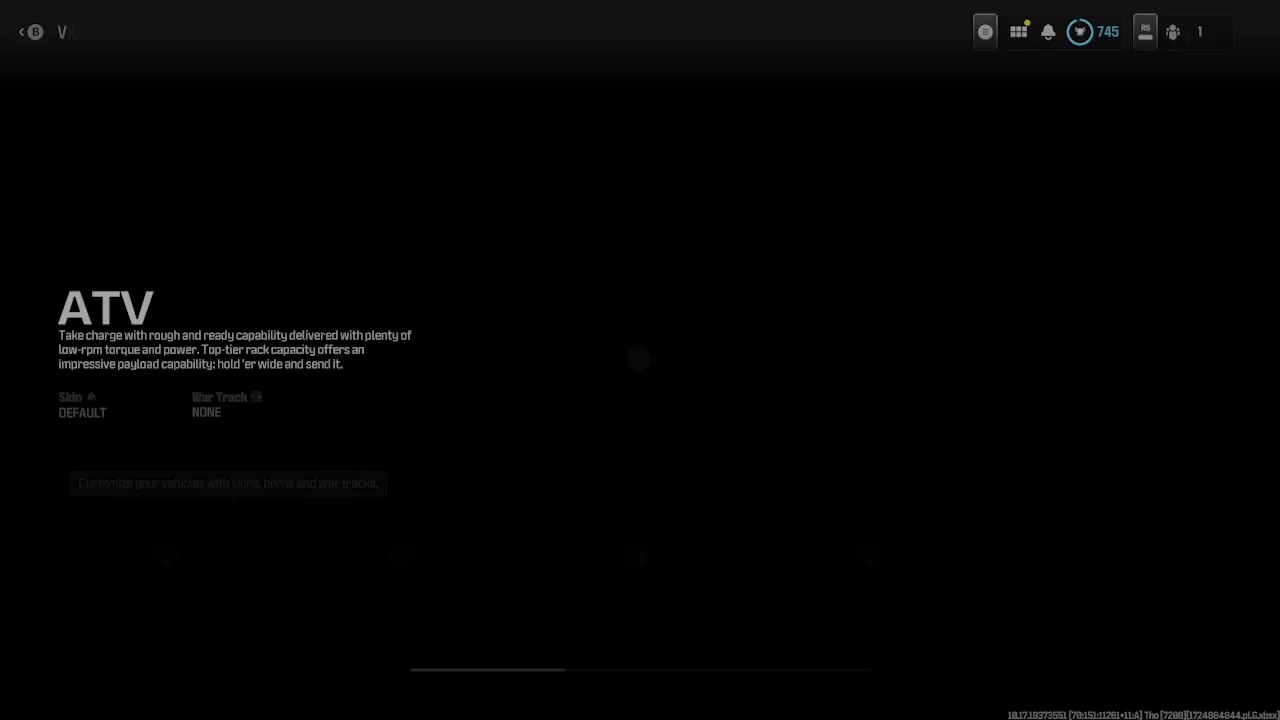 B
RS
745
1
ATV
Take charge with rough and ready capability delivered with plenty of
low-rpm torque and power. Top-tier rack capacity offers an
impressive payload capability: hold 'er wide and send it.
Skin
War Track
DEFAULT
NONE
Customize your vehicles with skins, horns and war tracks.